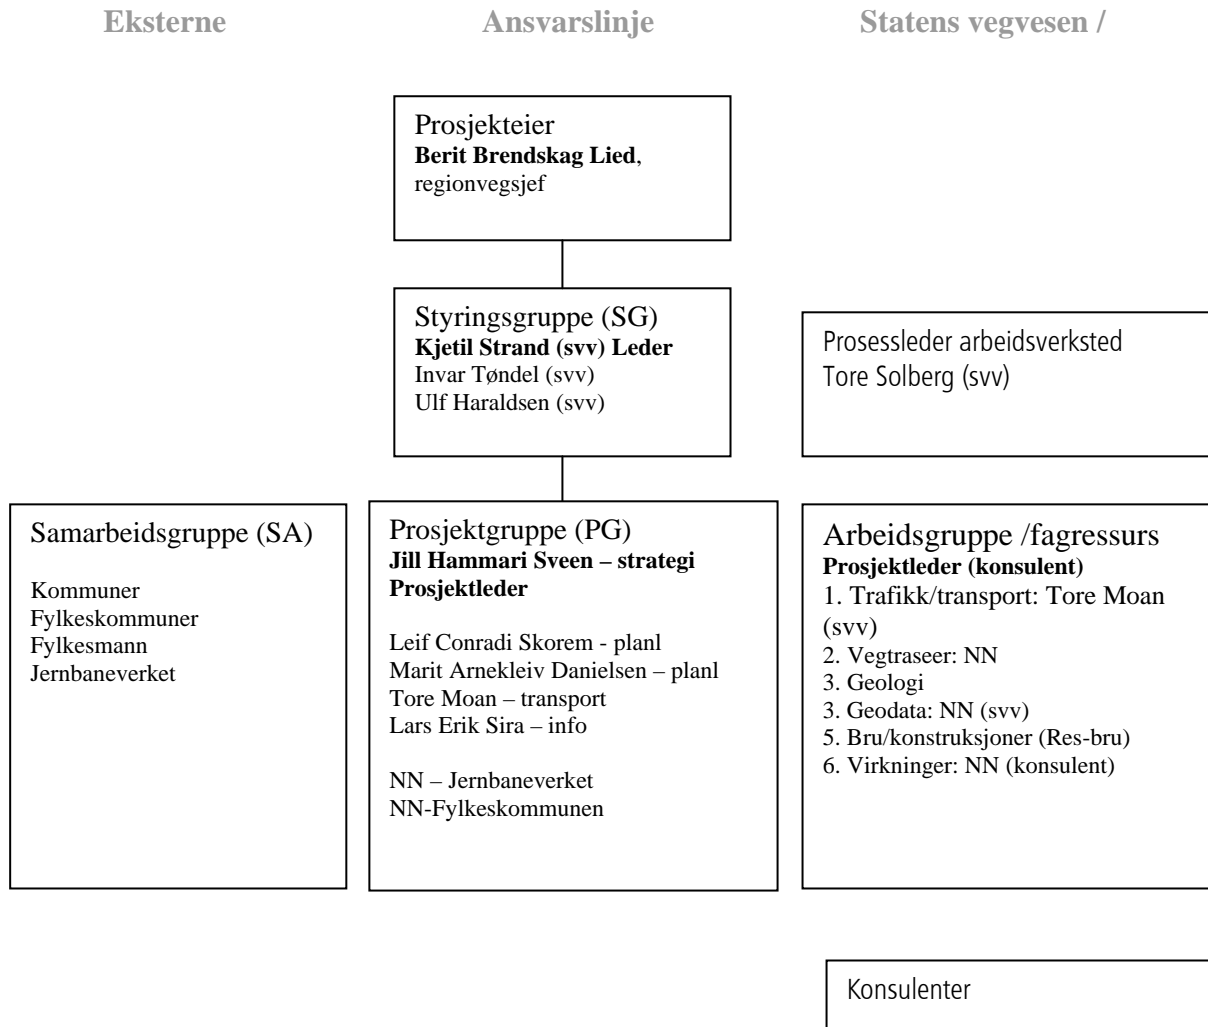 Eksterne
Ansvarslinje
Statens vegvesen /
Prosjekteier
Berit Brendskag Lied,
regionvegsjef
Styringsgruppe (SG)
Kjetil Strand (svv) Leder
Invar Tøndel (svv)
Ulf Haraldsen (svv)
Prosessleder arbeidsverksted
Tore Solberg (svv)
Samarbeidsgruppe (SA)
Kommuner
Fylkeskommuner
Fylkesmann
Jernbaneverket
Prosjektgruppe (PG)
Jill Hammari Sveen – strategi
Prosjektleder
Leif Conradi Skorem - planl
Marit Arnekleiv Danielsen – planl
Tore Moan – transport
Lars Erik Sira – info
NN – Jernbaneverket
NN-Fylkeskommunen
Arbeidsgruppe /fagressurs
Prosjektleder (konsulent)
1. Trafikk/transport: Tore Moan
(svv)
2. Vegtraseer: NN
3. Geologi
3. Geodata: NN (svv)
5. Bru/konstruksjoner (Res-bru)
6. Virkninger: NN (konsulent)
Konsulenter